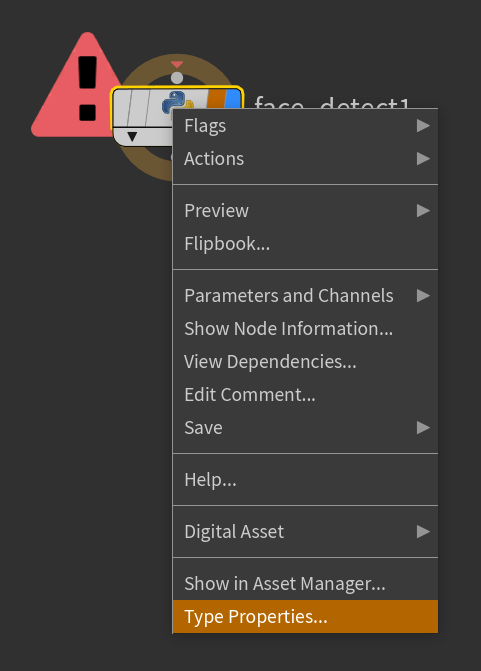 face_detect1
Flags
Actions
Preview
Flipbook...
Parameters and Channels
Show Node Information...
View Dependencies...
Edit Comment...
Save
Help...
Digital Asset
Show in Asset Manager...
Type Properties...